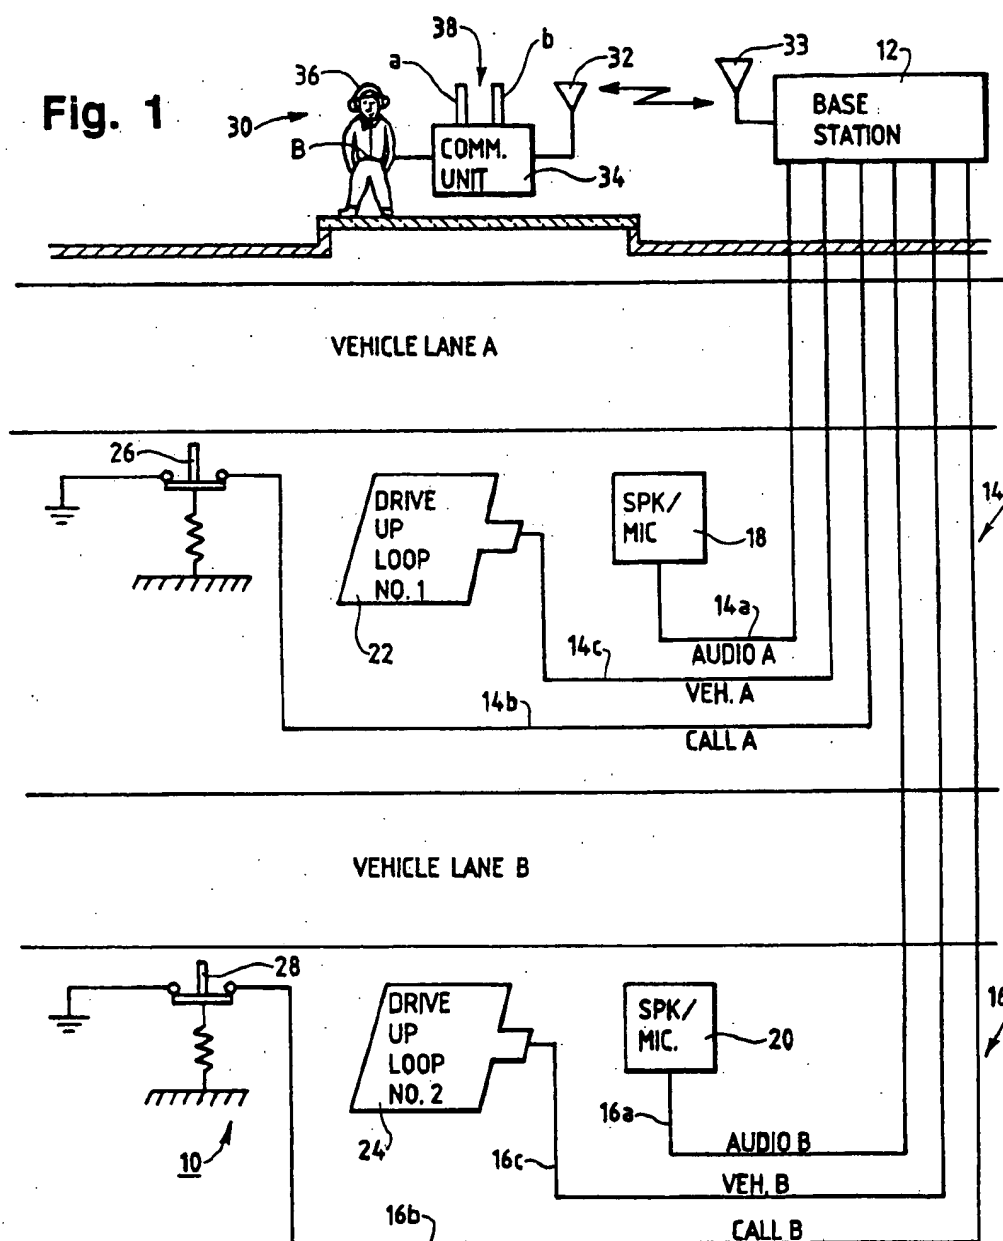 Fig. 1
38
a
b
32
33
12
36
30
B
COMM.
UNIT
34
BASE
STATION
VEHICLE LANE A
26
DRIVE
UP
LOOP
NO. 1
22
SPK/
MIC
18
14
14a
AUDIO A
14c
VEH. A
14b
CALL A
VEHICLE LANE B
28
DRIVE
UP
LOOP
NO. 2
24
SPK/
MIC.
20
16
10
16a
AUDIO B
16c
VEH. B
16b
CALL B